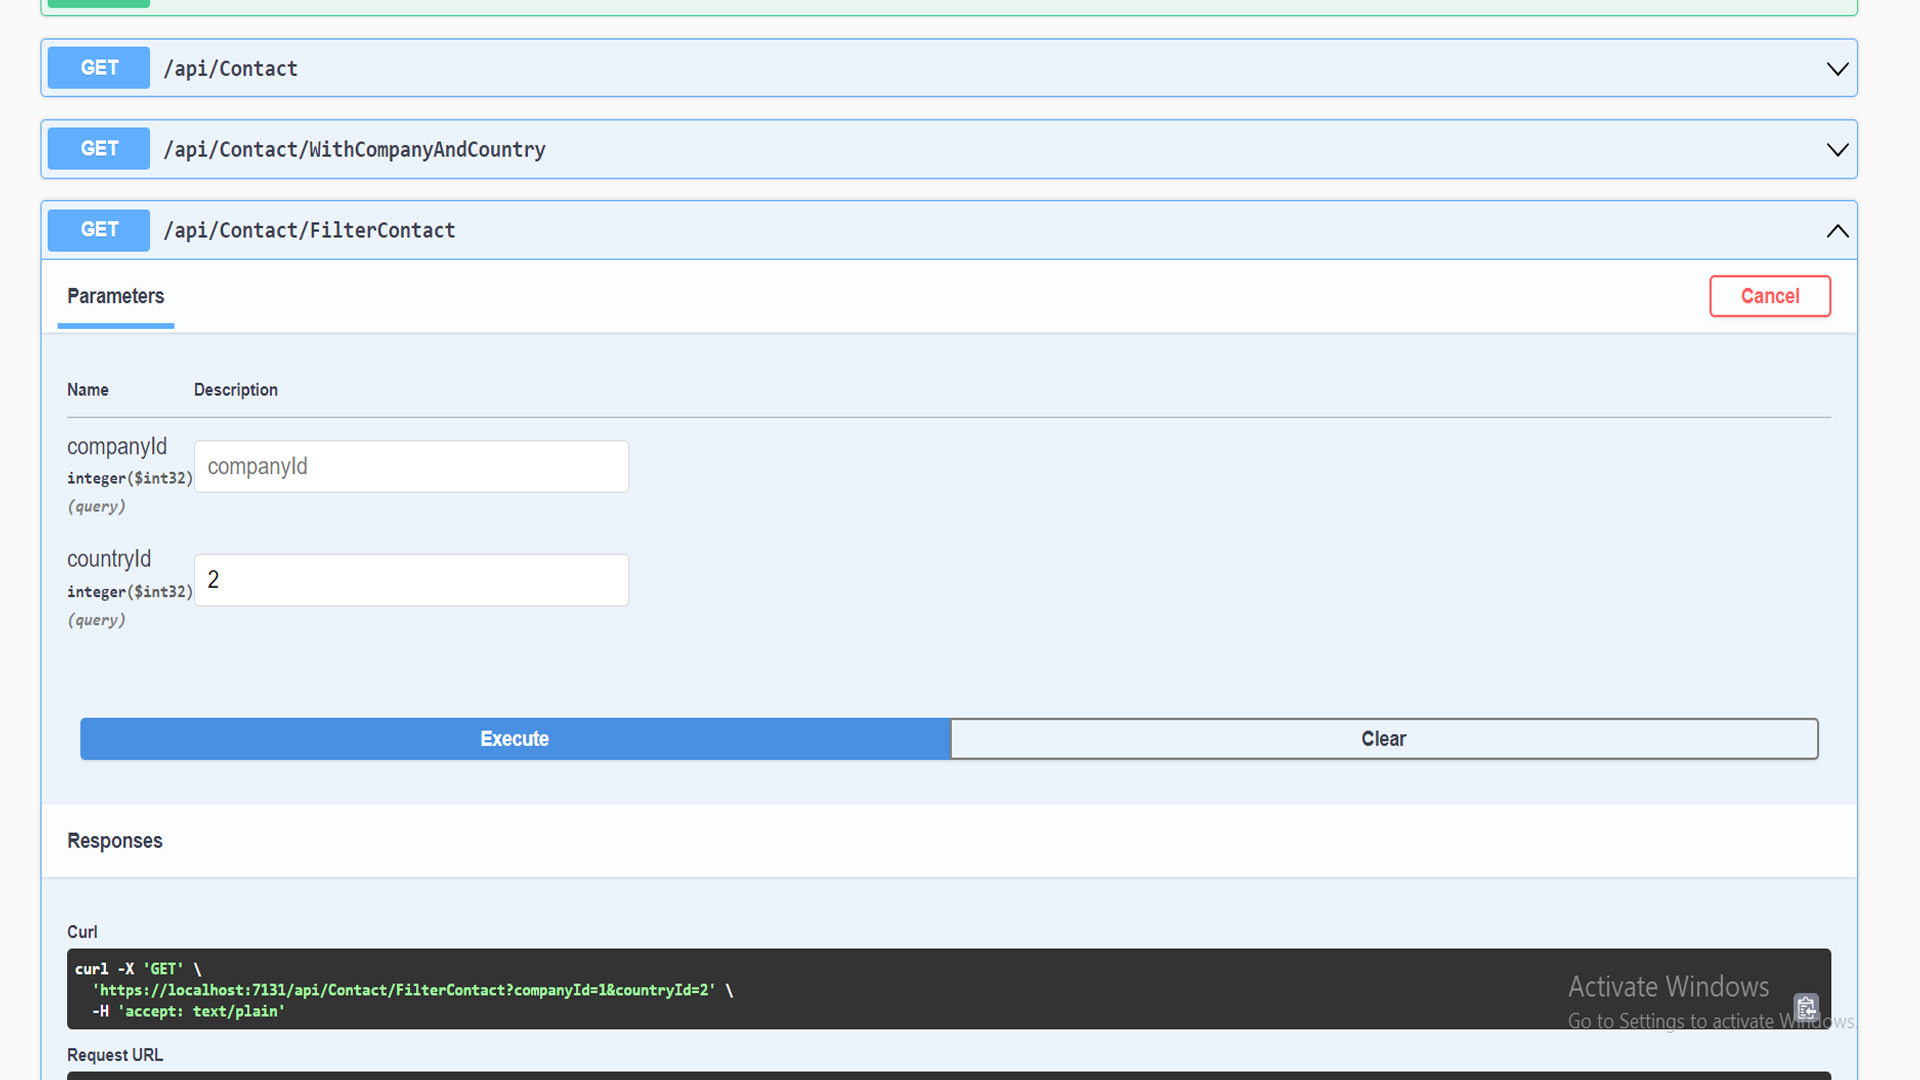 GET /api/Contact
GET /api/Contact/WithCompanyAndCountry
GET /api/Contact/FilterContact
Parameters
Cancel
Name Description
companyId
integer($int32)
(query)
companyId
countryId
integer($int32)
(query)
2
Execute
Clear
Responses
Curl
curl -X 'GET' \
'https://localhost:7131/api/Contact/FilterContact?companyId=1&countryId=2' \
-H 'accept: text/plain'
Activate Windows
Go to Settings to activate Windows.
Request URL